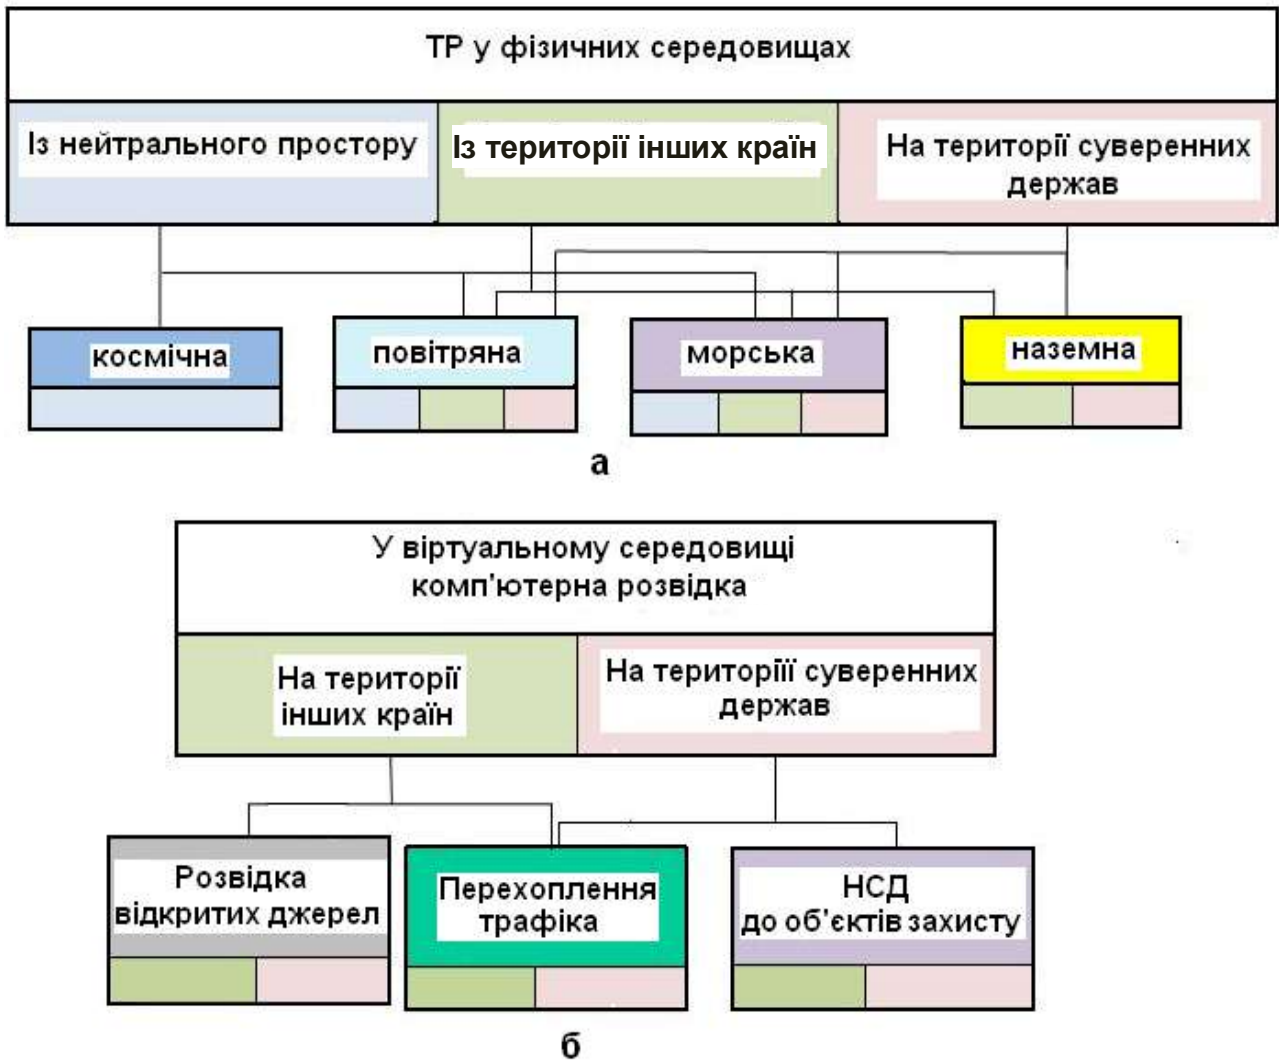 ТР у фізичних середовищах
Із нейтрального простору
Із території інших країн
На території суверенних
держав
космічна
повітряна
морська
наземна
а
У віртуальному середовищі
комп'ютерна розвідка
На території
інших країн
На територіїї суверенних
держав
Розвідка
відкритих джерел
Перехоплення
трафіка
НСД
до об'єктів захисту
б